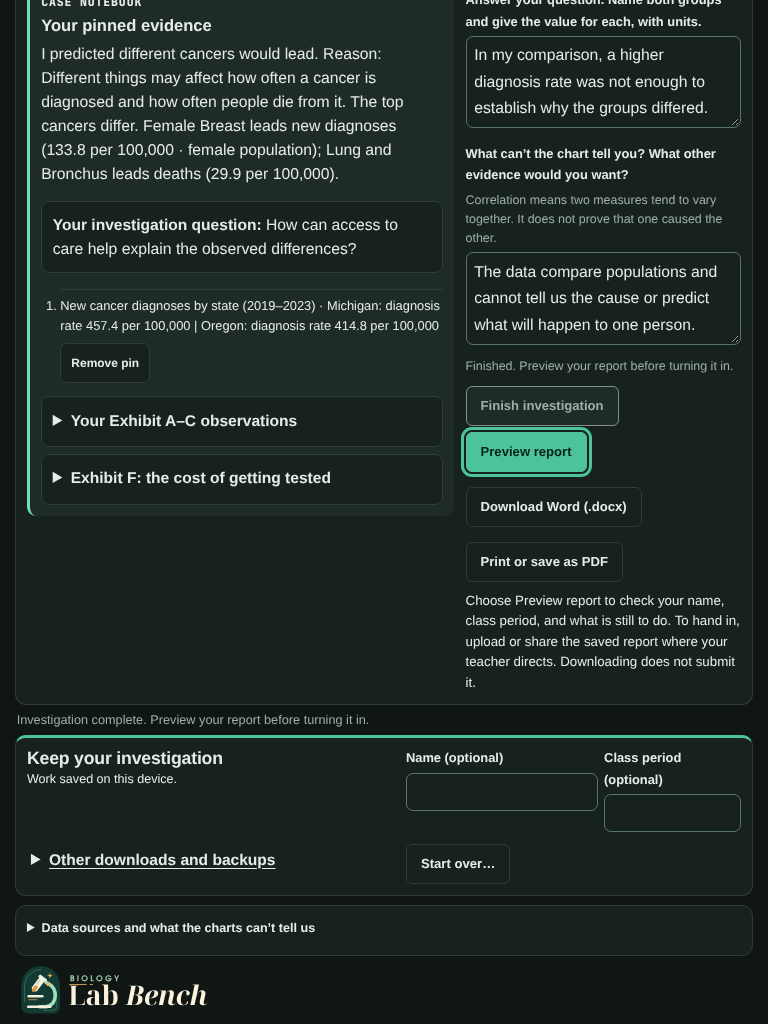 CASE NOTEBOOK
Your pinned evidence
I predicted different cancers would lead. Reason:
Different things may affect how often a cancer is
diagnosed and how often people die from it. The top
cancers differ. Female Breast leads new diagnoses
(133.8 per 100,000 · female population); Lung and
Bronchus leads deaths (29.9 per 100,000).
Your investigation question: How can access to
care help explain the observed differences?
1. New cancer diagnoses by state (2019–2023) · Michigan: diagnosis
rate 457.4 per 100,000 | Oregon: diagnosis rate 414.8 per 100,000
Remove pin
Your Exhibit A–C observations
Exhibit F: the cost of getting tested
Answer your question. Name both groups
and give the value for each, with units.
In my comparison, a higher
diagnosis rate was not enough to
establish why the groups differed.
What can’t the chart tell you? What other
evidence would you want?
Correlation means two measures tend to vary
together. It does not prove that one caused the
other.
The data compare populations and
cannot tell us the cause or predict
what will happen to one person.
Finished. Preview your report before turning it in.
Finish investigation
Preview report
Download Word (.docx)
Print or save as PDF
Choose Preview report to check your name,
class period, and what is still to do. To hand in,
upload or share the saved report where your
teacher directs. Downloading does not submit
it.
Investigation complete. Preview your report before turning it in.
Keep your investigation
Work saved on this device.
Name (optional)
Class period
(optional)
Other downloads and backups
Start over…
Data sources and what the charts can’t tell us
BIOLOGY
Lab Bench